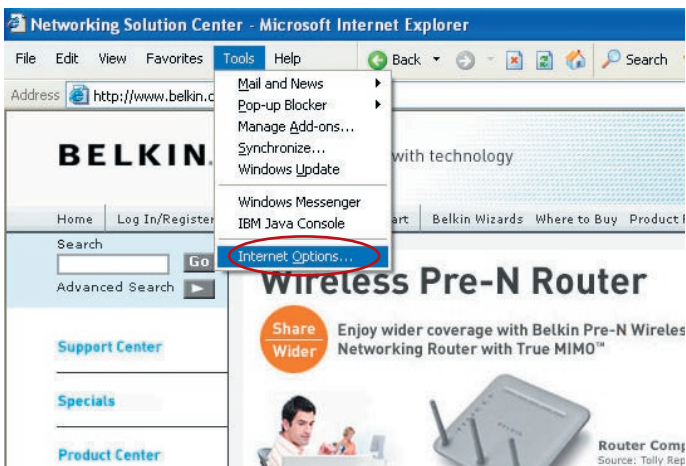 Networking Solution Center - Microsoft Internet Explorer
File Edit View Favorites Tools Help Back Search
Address http://www.belkin.c
Mail and News
Pop-up Blocker
Manage Add-ons...
Synchronize...
Windows Update
Windows Messenger
IBM Java Console
Internet Options...
BELKIN. with technology
Home Log In/Register art Belkin Wizards Where to Buy Product
Search
Go
Advanced Search
Wireless Pre-N Router
Share
Wider
Enjoy wider coverage with Belkin Pre-N Wireles
Networking Router with True MIMO™
Support Center
Specials
Product Center
BELKIN
Router Comp
Source: Tolly Rep